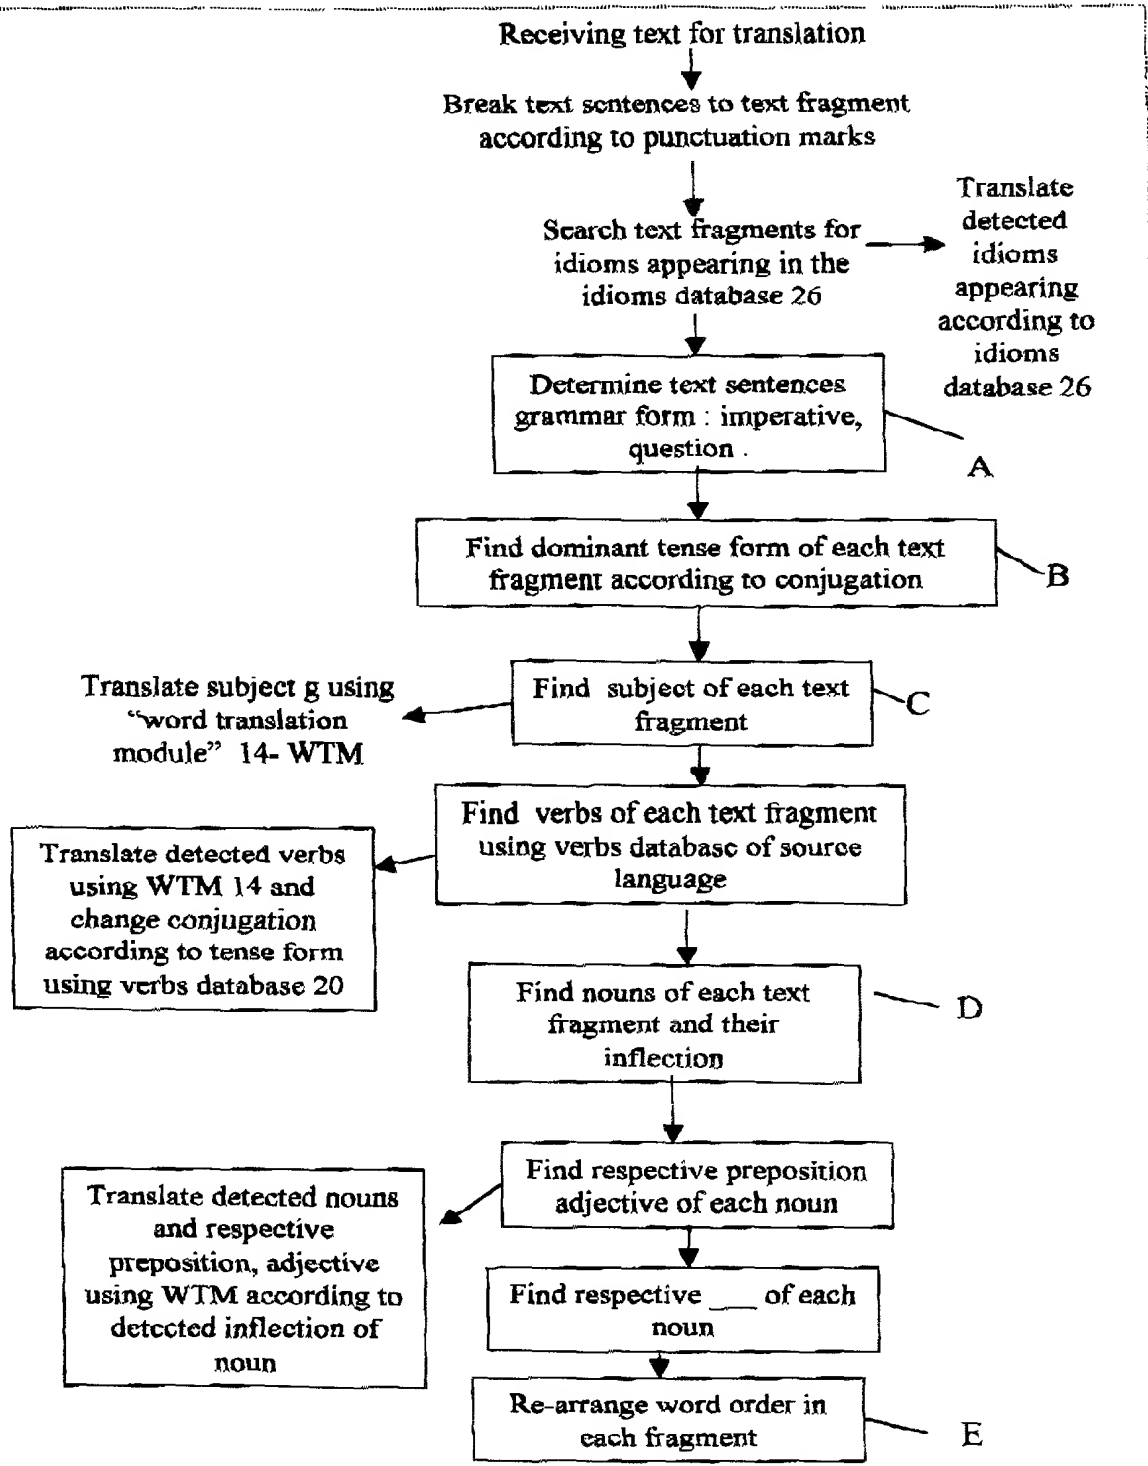 Receiving text for translation
Break text sentences to text fragment
according to punctuation marks
Search text fragments for
idioms appearing in the
idioms database 26
Translate
detected
idioms
appearing
according to
idioms
database 26
Determine text sentences
grammar form : imperative,
question .
A
Find dominant tense form of each text
fragment according to conjugation
B
Find subject of each text
fragment
C
Translate subject g using
“word translation
module” 14- WTM
Find verbs of each text fragment
using verbs database of source
language
Translate detected verbs
using WTM 14 and
change conjugation
according to tense form
using verbs database 20
Find nouns of each text
fragment and their
inflection
D
Find respective preposition
adjective of each noun
Translate detected nouns
and respective
preposition, adjective
using WTM according to
detected inflection of
noun
Find respective ___ of each
noun
Re-arrange word order in
each fragment
E